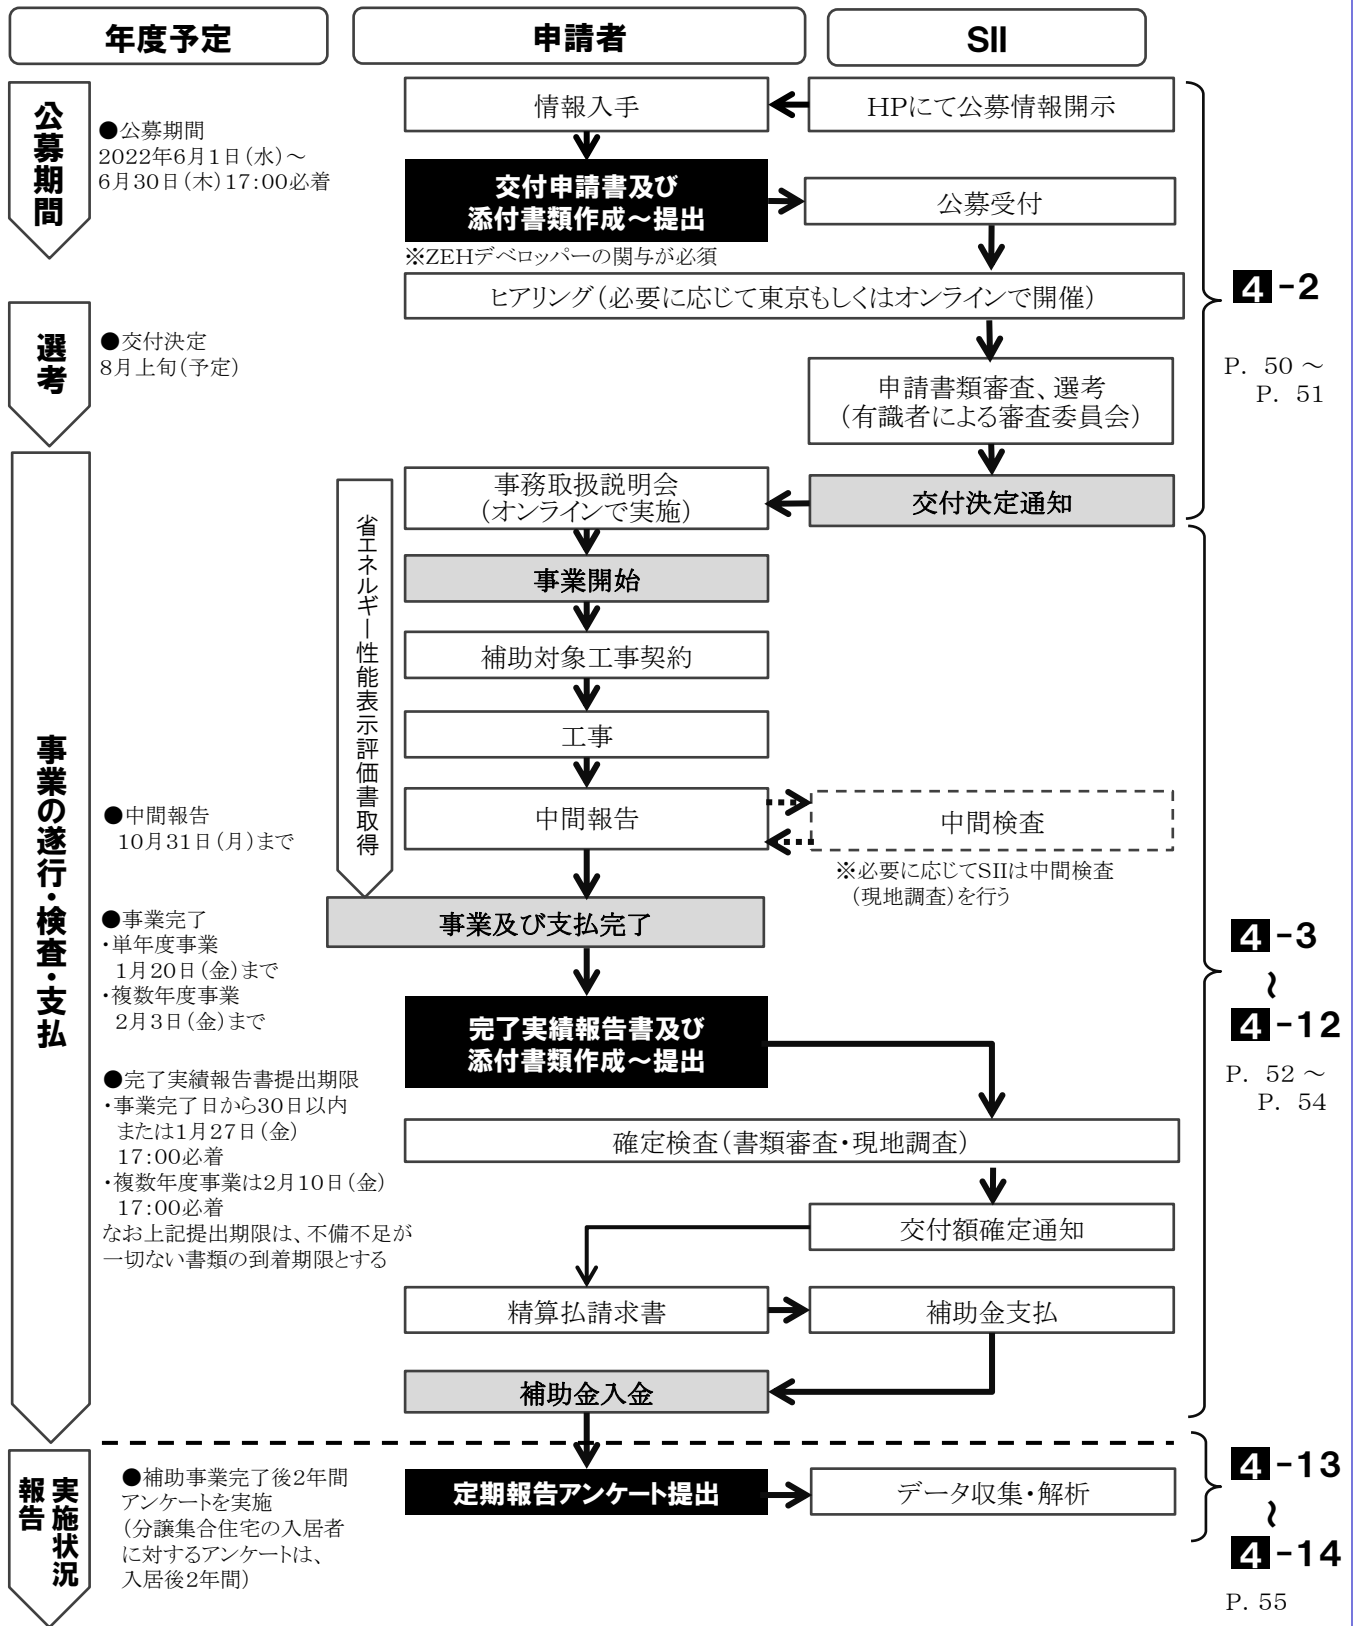 年度予定
申請者
SII
公募期間
●公募期間
2022年6月1日(水)～
6月30日(木)17:00必着
情報入手
HPにて公募情報開示
交付申請書及び
添付書類作成～提出
公募受付
※ZEHデベロッパーの関与が必須
ヒアリング(必要に応じて東京もしくはオンラインで開催)
4-2
P. 50～
P. 51
選考
●交付決定
8月上旬(予定)
申請書類審査、選考
(有識者による審査委員会)
交付決定通知
事業の遂行・検査・支払
省エネルギー性能表示評価書取得
事務取扱説明会
(オンラインで実施)
事業開始
補助対象工事契約
工事
●中間報告
10月31日(月)まで
中間報告
中間検査
※必要に応じてSIIは中間検査
(現地調査)を行う
●事業完了
・単年度事業
1月20日(金)まで
・複数年度事業
2月3日(金)まで
事業及び支払完了
4-3
～
4-12
P. 52～
P. 54
完了実績報告書及び
添付書類作成～提出
●完了実績報告書提出期限
・事業完了日から30日以内
または1月27日(金)
17:00必着
・複数年度事業は2月10日(金)
17:00必着
なお上記提出期限は、不備不足が
一切ない書類の到着期限とする
確定検査(書類審査・現地調査)
交付額確定通知
精算払請求書
補助金支払
補助金入金
実施状況
報告
●補助事業完了後2年間
アンケートを実施
(分譲集合住宅の入居者
に対するアンケートは、
入居後2年間)
定期報告アンケート提出
データ収集・解析
4-13
～
4-14
P. 55